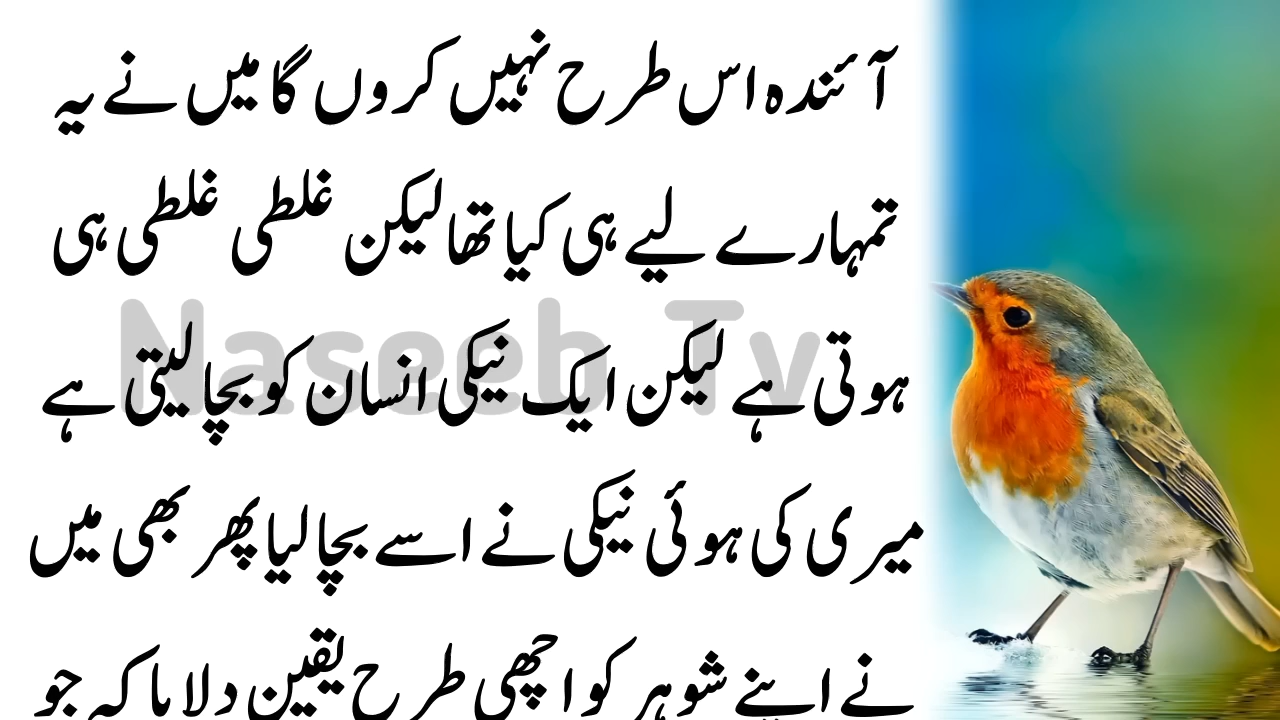 آئندہ اس طرح نہیں کروں گا میں نے یہ
تمہارے لیے ہی کیا تھا لیکن غلطی غلطی ہی
Naseeb Tv
ہوتی ہے لیکن ایک نیکی انسان کو بچا لیتی ہے
میری کی ہوئی نیکی نے اسے بچا لیا پھر بھی میں
نے اپنے شوہر کو اچھی طرح یقین دلایا کہ جو